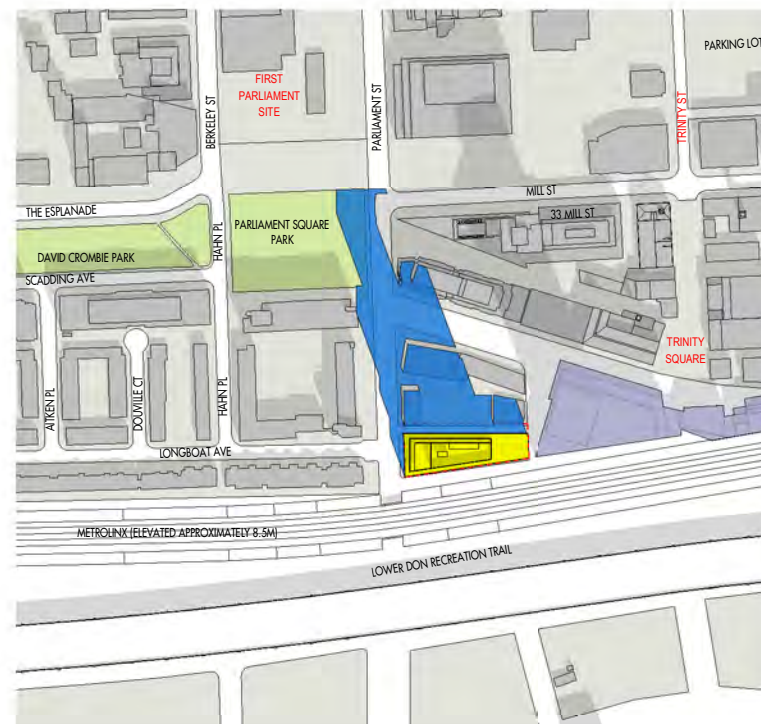 PARKING LOT
FIRST
PARLIAMENT
SITE
BERKELEY ST
PARLIAMENT ST
TRINITY ST
MILL ST
THE ESPLANADE
33 MILL ST
PARLIAMENT SQUARE
PARK
HAHN PL
DAVID CROMBIE PARK
SCADDING AVE
TRINITY
SQUARE
AITKEN PL
DOUVILLE CT
HAHN PL
LONGBOAT AVE
METROLINX (ELEVATED APPROXIMATELY 8.5M)
LOWER DON RECREATION TRAIL